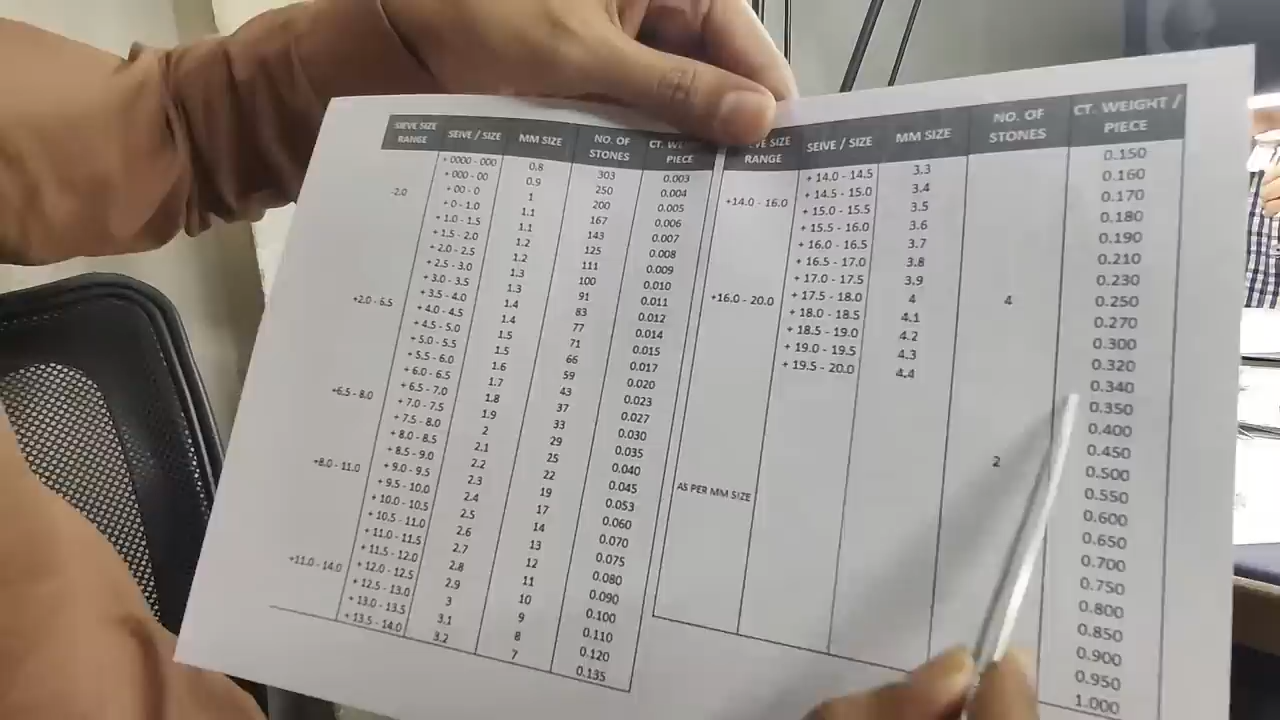 SIEVE SIZE RANGE SEIVE / SIZE MM SIZE NO. OF STONES PIECE
+ 0000 - 000 0.8 303 0.003
+ 000 - 00 0.9 250 0.004
-2.0 + 00 - 0 1 200 0.005
+ 0 - 1.0 1.1 167 0.006
+ 1.0 - 1.5 1.1 143 0.007
+ 1.5 - 2.0 1.2 125 0.008
+ 2.0 - 2.5 1.2 111 0.009
+ 2.5 - 3.0 1.3 100 0.010
+ 3.0 - 3.5 1.3 91 0.011
+2.0 - 6.5 + 3.5 - 4.0 1.4 83 0.012
+ 4.0 - 4.5 1.4 77 0.014
+ 4.5 - 5.0 1.5 71 0.015
+ 5.0 - 5.5 1.5 66 0.017
+ 5.5 - 6.0 1.6 59 0.020
+ 6.0 - 6.5 1.7 43 0.023
+6.5 - 8.0 + 6.5 - 7.0 1.8 37 0.027
+ 7.0 - 7.5 1.9 33 0.030
+ 7.5 - 8.0 2 29 0.035
+ 8.0 - 8.5 2.1 25 0.040
+ 8.5 - 9.0 2.2 22 0.045
+8.0 - 11.0 + 9.0 - 9.5 2.3 19 0.053
+ 9.5 - 10.0 2.4 17 0.060
+ 10.0 - 10.5 2.5 14 0.070
+ 10.5 - 11.0 2.6 13 0.075
+ 11.0 - 11.5 2.7 12 0.080
+ 11.5 - 12.0 2.8 11 0.090
+11.0 - 14.0 + 12.0 - 12.5 2.9 10 0.100
+ 12.5 - 13.0 3 9 0.110
+ 13.0 - 13.5 3.1 8 0.120
+ 13.5 - 14.0 3.2 7 0.135
SIZE RANGE SEIVE / SIZE MM SIZE NO. OF STONES CT. WEIGHT / PIECE
+ 14.0 - 14.5 3.3 0.150
+ 14.5 - 15.0 3.4 0.160
+14.0 - 16.0 + 15.0 - 15.5 3.5 0.170
+ 15.5 - 16.0 3.6 0.180
+ 16.0 - 16.5 3.7 0.190
+ 16.5 - 17.0 3.8 0.210
+ 17.0 - 17.5 3.9 0.230
+16.0 - 20.0 + 17.5 - 18.0 4 4 0.250
+ 18.0 - 18.5 4.1 0.270
+ 18.5 - 19.0 4.2 0.300
+ 19.0 - 19.5 4.3 0.320
+ 19.5 - 20.0 4.4 0.340
0.350
0.400
2 0.450
AS PER MM SIZE 0.500
0.550
0.600
0.650
0.700
0.750
0.800
0.850
0.900
0.950
1.000